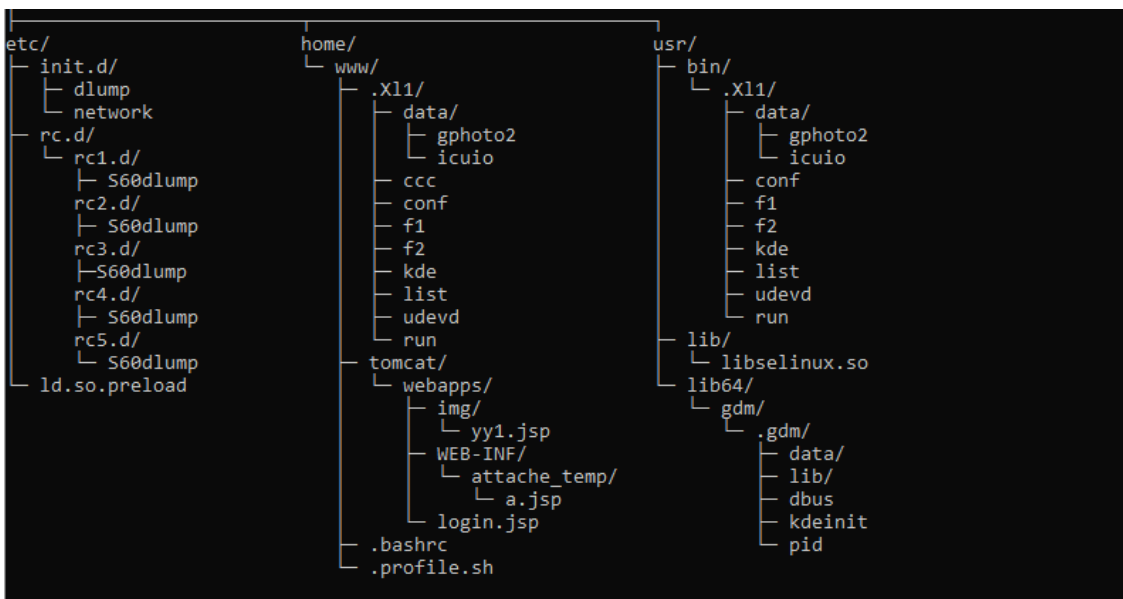 etc/ home/ usr/
├─ init.d/ └─ www/ ├─ bin/
├─ dlump ├─ .Xl1/ └─ .Xl1/
└─ network ├─ data/ ├─ data/
├─ rc.d/ ├─ gphoto2 ├─ gphoto2
└─ rc1.d/ └─ icuio └─ icuio
├─ S60dlump ├─ ccc ├─ conf
rc2.d/ ├─ conf ├─ f1
├─ S60dlump ├─ f1 ├─ f2
rc3.d/ ├─ f2 ├─ kde
├─S60dlump ├─ kde ├─ list
rc4.d/ ├─ list ├─ udevd
├─ S60dlump ├─ udevd └─ run
rc5.d/ └─ run ├─ lib/
└─ S60dlump ├─ tomcat/ └─ libselinux.so
└─ ld.so.preload └─ webapps/ └─ lib64/
├─ img/ └─ gdm/
└─ yy1.jsp └─ .gdm/
├─ WEB-INF/ ├─ data/
└─ attache_temp/ ├─ lib/
└─ a.jsp ├─ dbus
└─ login.jsp ├─ kdeinit
├─ .bashrc └─ pid
└─ .profile.sh